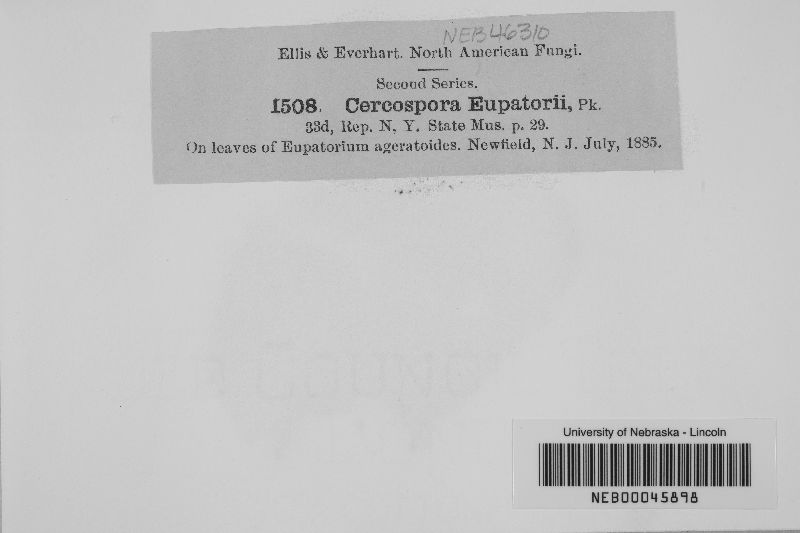 NEB46310
Ellis & Everhart. North American Fungi.
Second Series.
1508. Cercospora Eupatorii, Pk.
33d, Rep. N. Y. State Mus. p. 29.
On leaves of Eupatorium ageratoides. Newfield, N. J. July, 1885.
University of Nebraska - Lincoln
NEB00045898